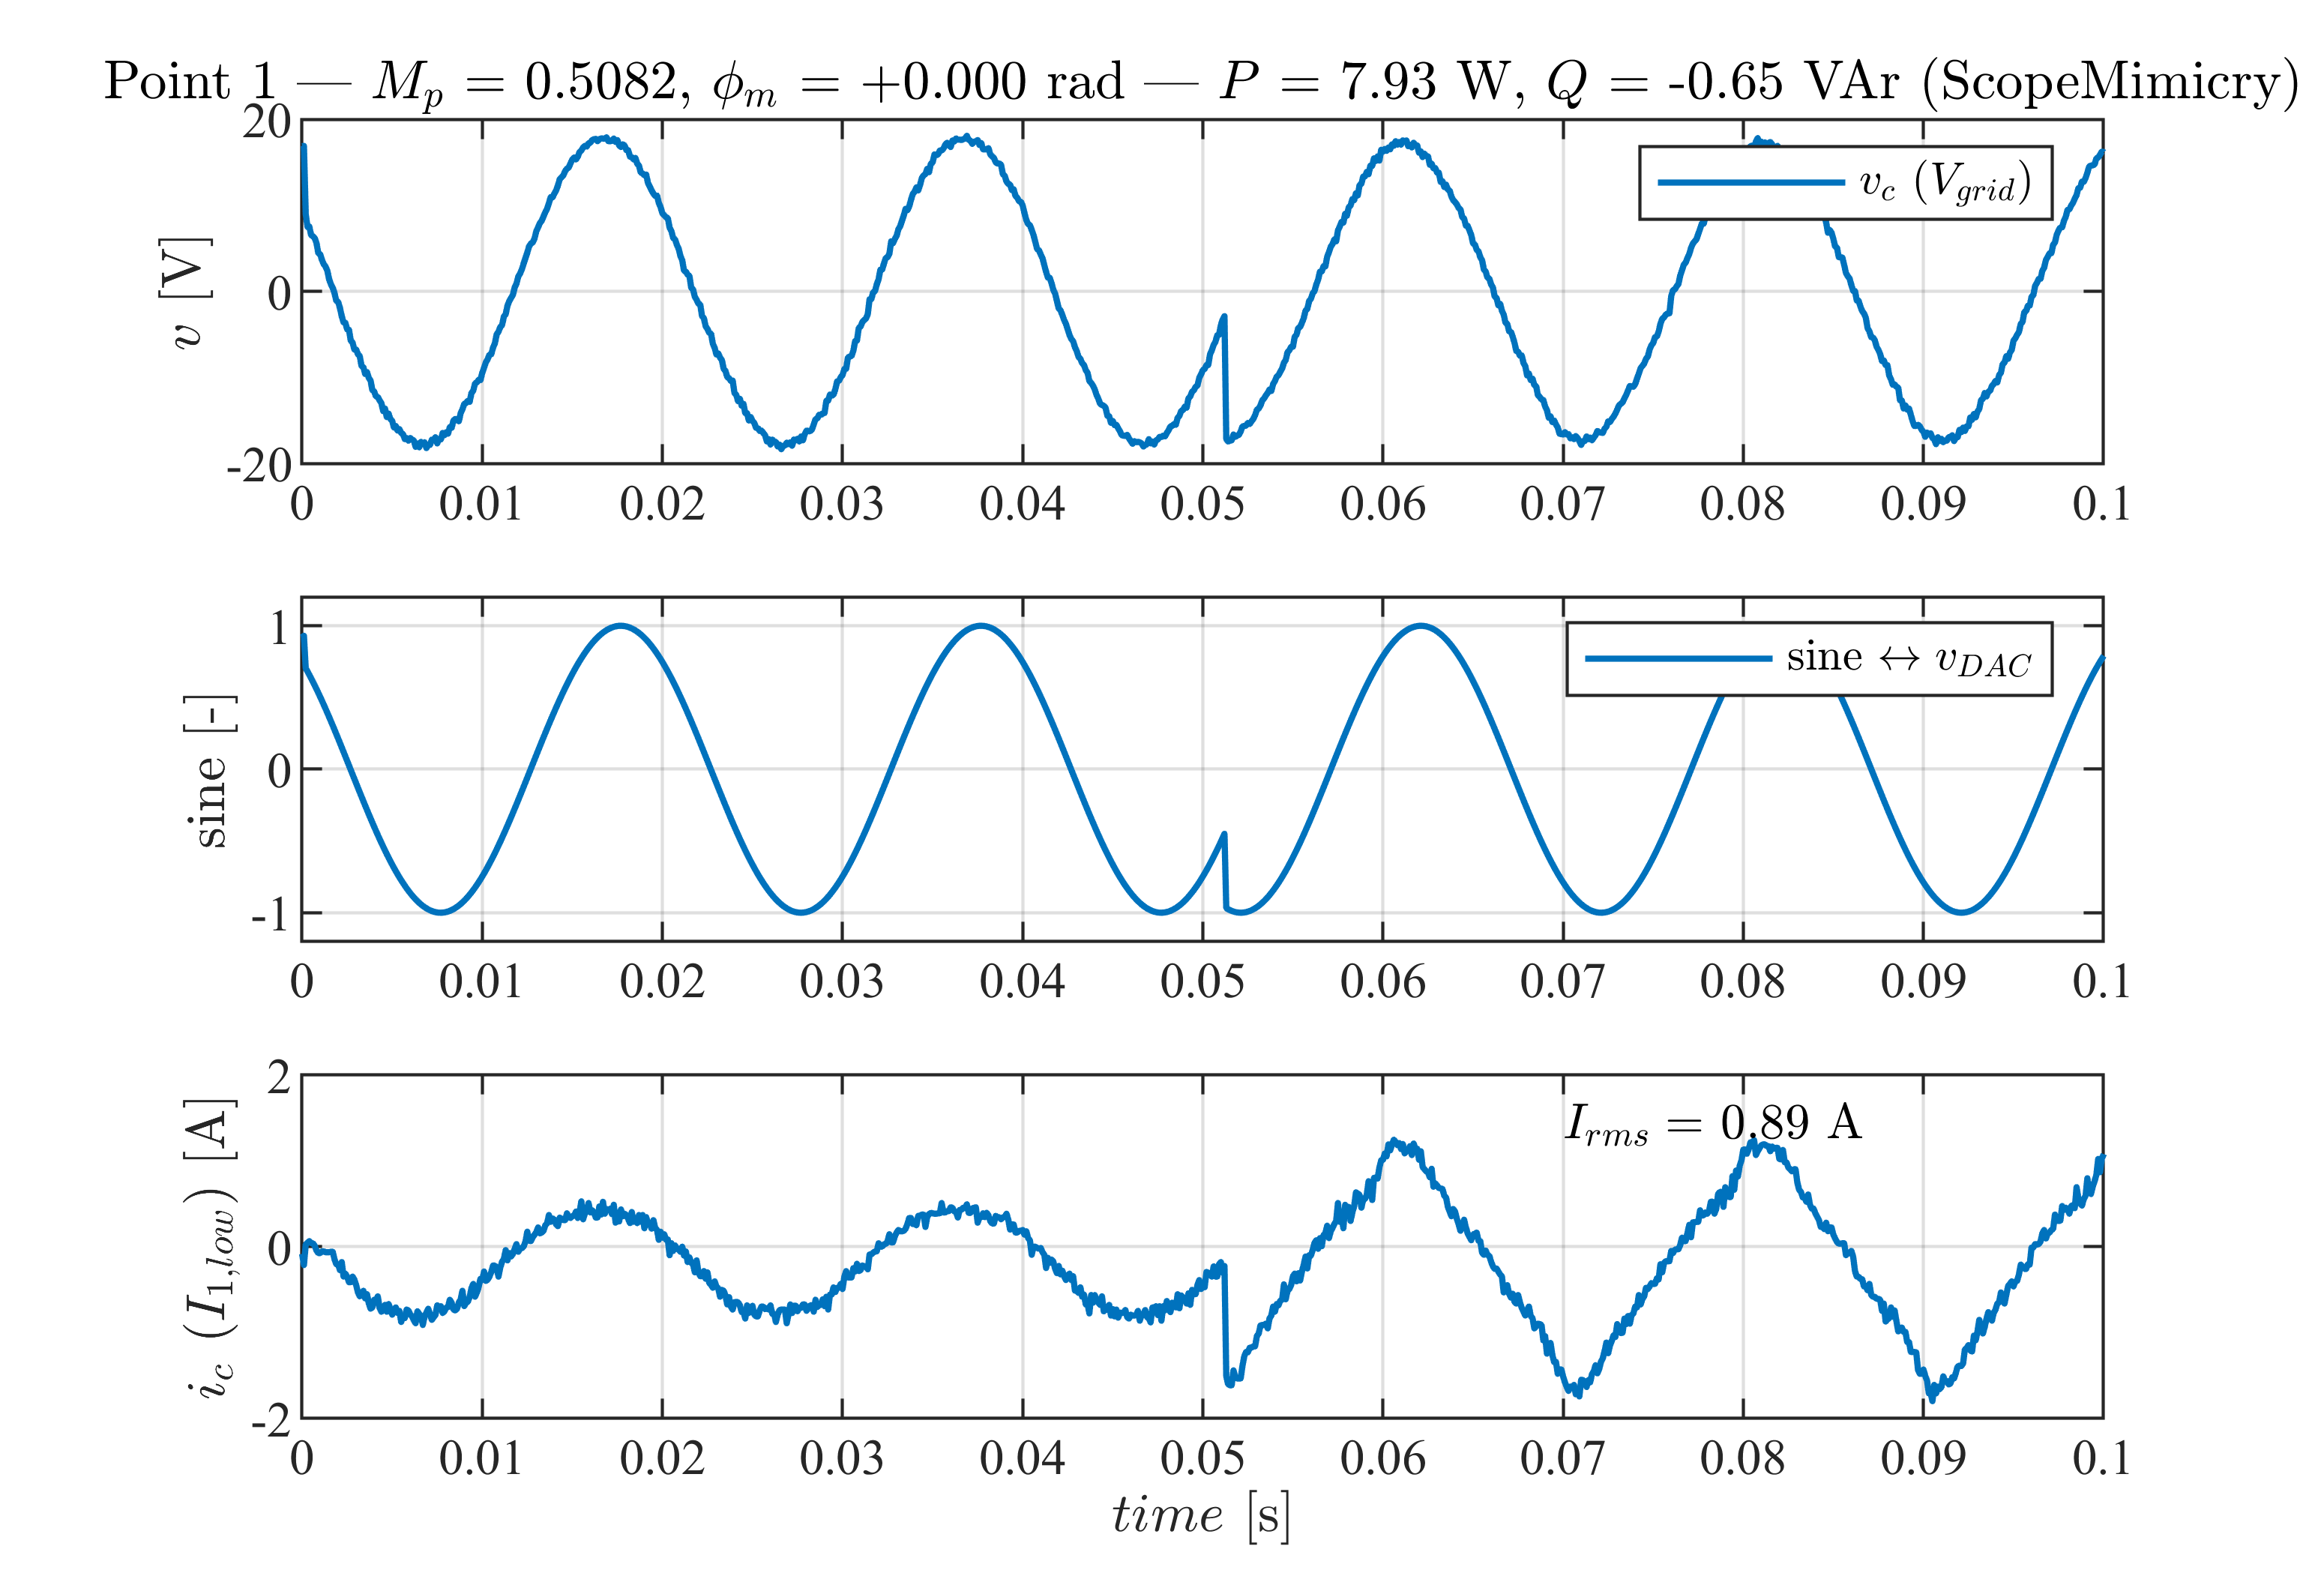 Point 1 — M_p = 0.5082, ϕ_m = +0.000 rad — P = 7.93 W, Q = -0.65 VAr (ScopeMimicry)
20
0
-20
v [V]
v_c (V_grid)
0 0.01 0.02 0.03 0.04 0.05 0.06 0.07 0.08 0.09 0.1
1
0
-1
sine [-]
sine ↔ v_DAC
0 0.01 0.02 0.03 0.04 0.05 0.06 0.07 0.08 0.09 0.1
2
0
-2
i_c (I_1,low) [A]
I_rms = 0.89 A
0 0.01 0.02 0.03 0.04 0.05 0.06 0.07 0.08 0.09 0.1
time [s]